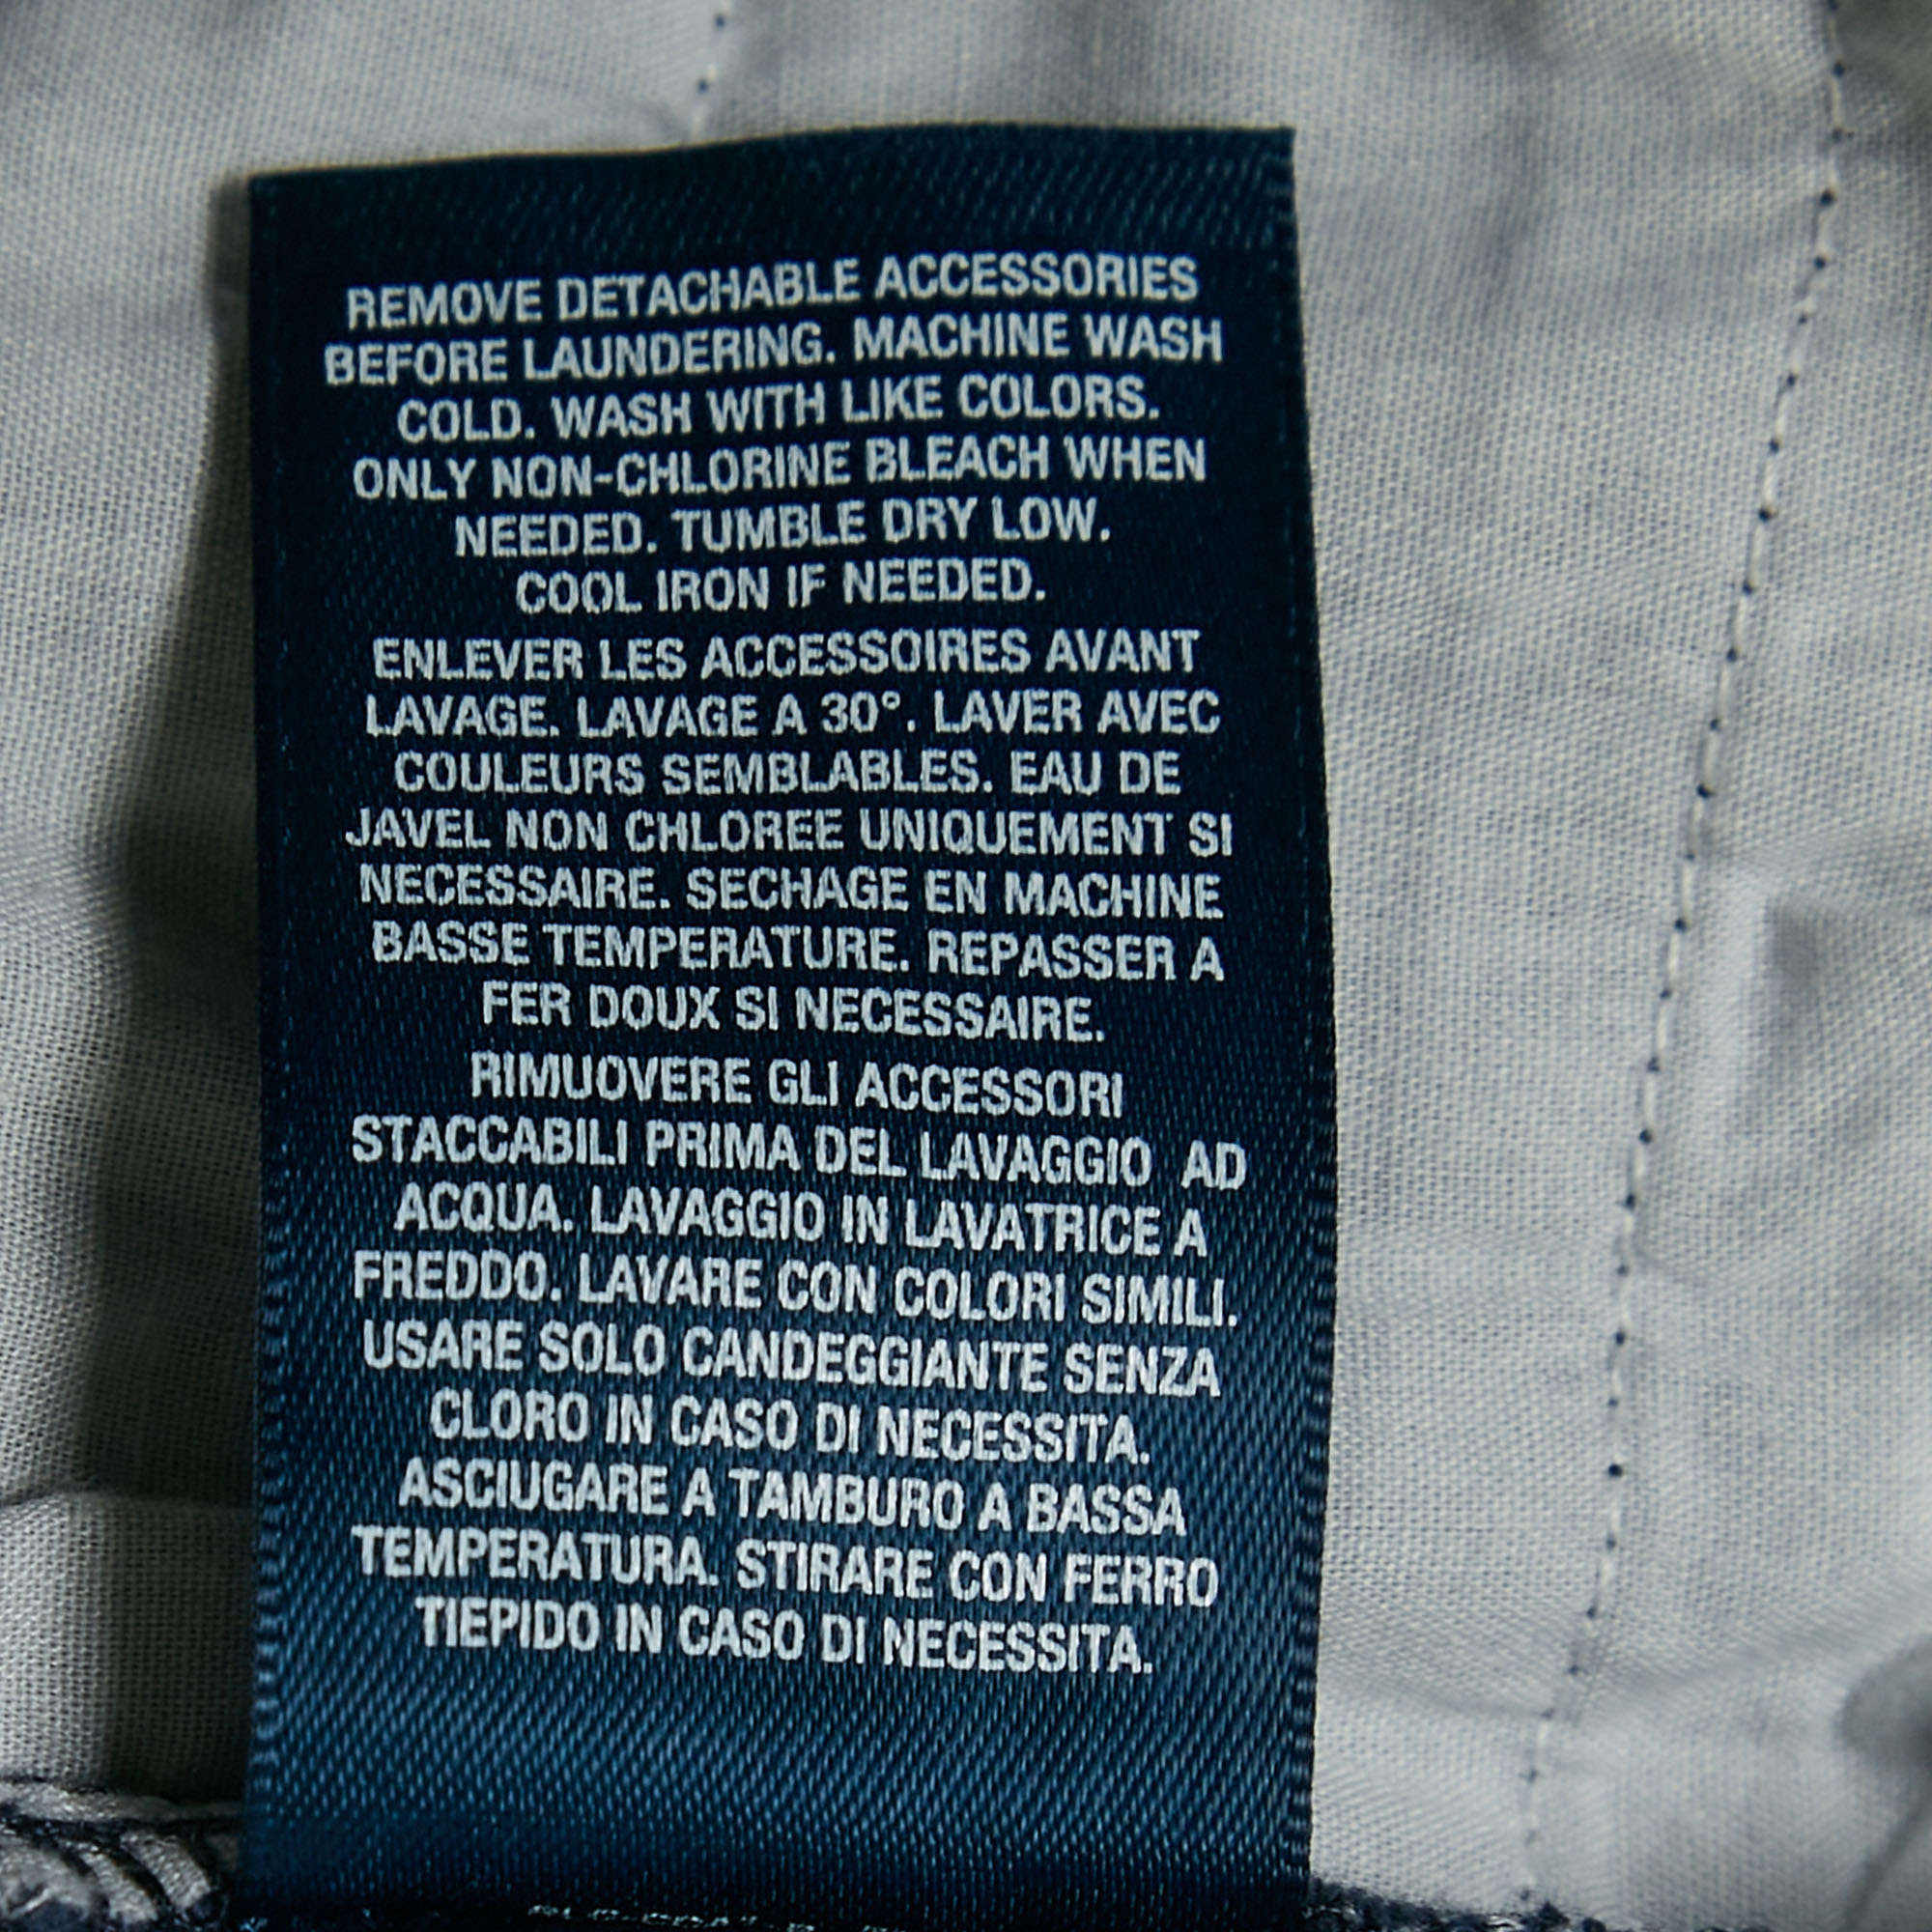 REMOVE DETACHABLE ACCESSORIES
BEFORE LAUNDERING. MACHINE WASH
COLD. WASH WITH LIKE COLORS.
ONLY NON-CHLORINE BLEACH WHEN
NEEDED. TUMBLE DRY LOW.
COOL IRON IF NEEDED.
ENLEVER LES ACCESSOIRES AVANT
LAVAGE. LAVAGE A 30°. LAVER AVEC
COULEURS SEMBLABLES. EAU DE
JAVEL NON CHLOREE UNIQUEMENT SI
NECESSAIRE. SECHAGE EN MACHINE
BASSE TEMPERATURE. REPASSER A
FER DOUX SI NECESSAIRE.
RIMUOVERE GLI ACCESSORI
STACCABILI PRIMA DEL LAVAGGIO AD
ACQUA. LAVAGGIO IN LAVATRICE A
FREDDO. LAVARE CON COLORI SIMILI.
USARE SOLO CANDEGGIANTE SENZA
CLORO IN CASO DI NECESSITA.
ASCIUGARE A TAMBURO A BASSA
TEMPERATURA. STIRARE CON FERRO
TIEPIDO IN CASO DI NECESSITA.